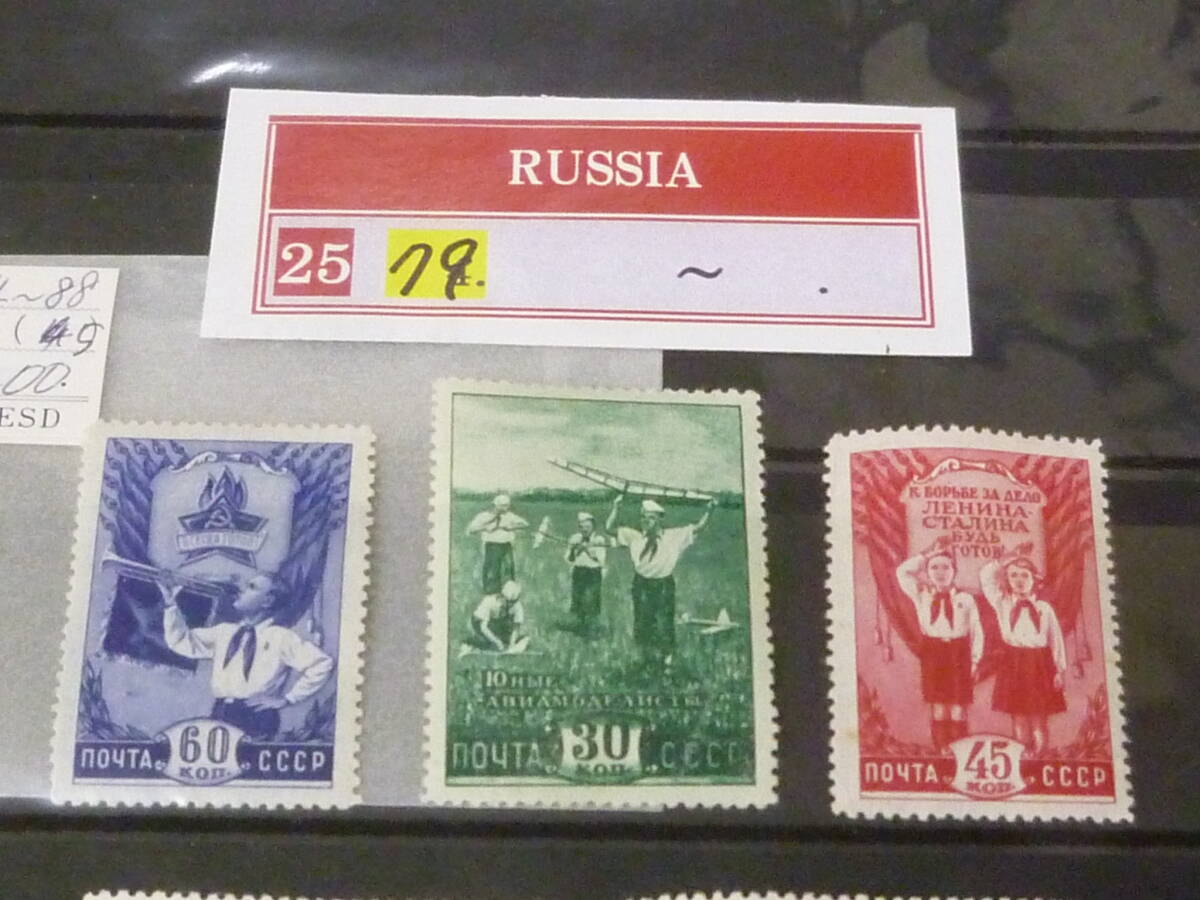 RUSSIA
25 79. ~ .
~88
00.
ESD
ПОЧТА 60 КОП. СССР
ЮНЫЕ
АВИАМОДЕЛИСТЫ
ПОЧТА 30 КОП. СССР
К БОРЬБЕ ЗА ДЕЛО
ЛЕНИНА-
СТАЛИНА
БУДЬ
ГОТОВ!
ПОЧТА 45 КОП. СССР